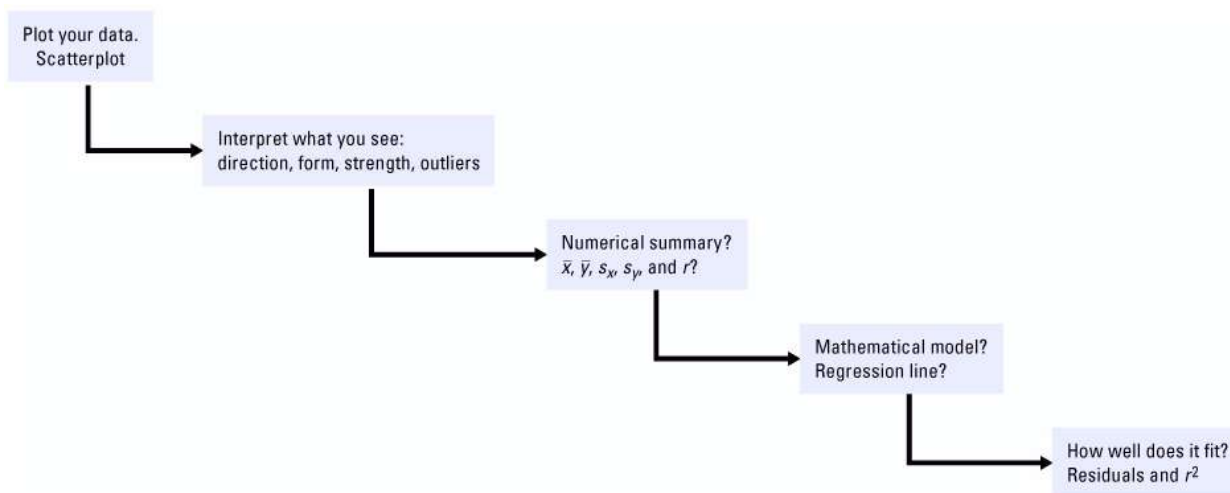 Plot your data.
Scatterplot
Interpret what you see:
direction, form, strength, outliers
Numerical summary?
x̄, ȳ, sₓ, s_y, and r?
Mathematical model?
Regression line?
How well does it fit?
Residuals and r²